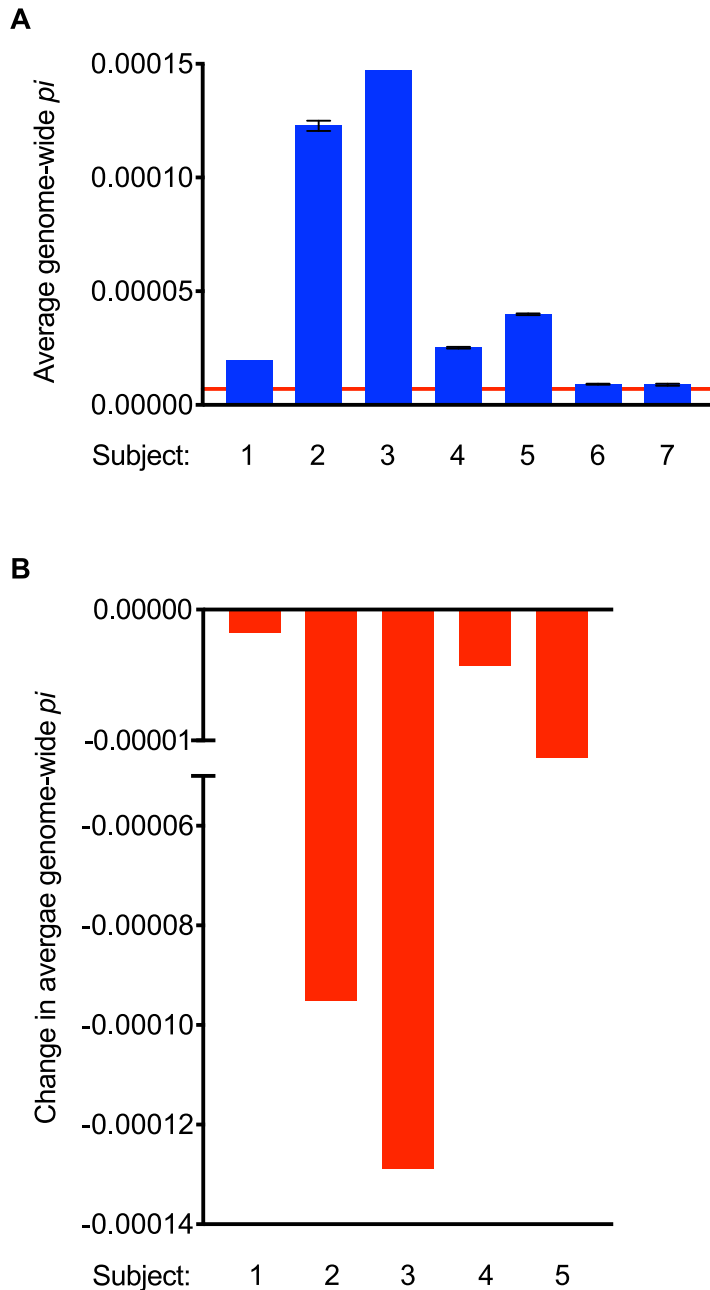 A
Average genome-wide pi
0.00015
0.00010
0.00005
0.00000
Subject: 1 2 3 4 5 6 7
B
Change in avergae genome-wide pi
0.00000
-0.00001
-0.00006
-0.00008
-0.00010
-0.00012
-0.00014
Subject: 1 2 3 4 5